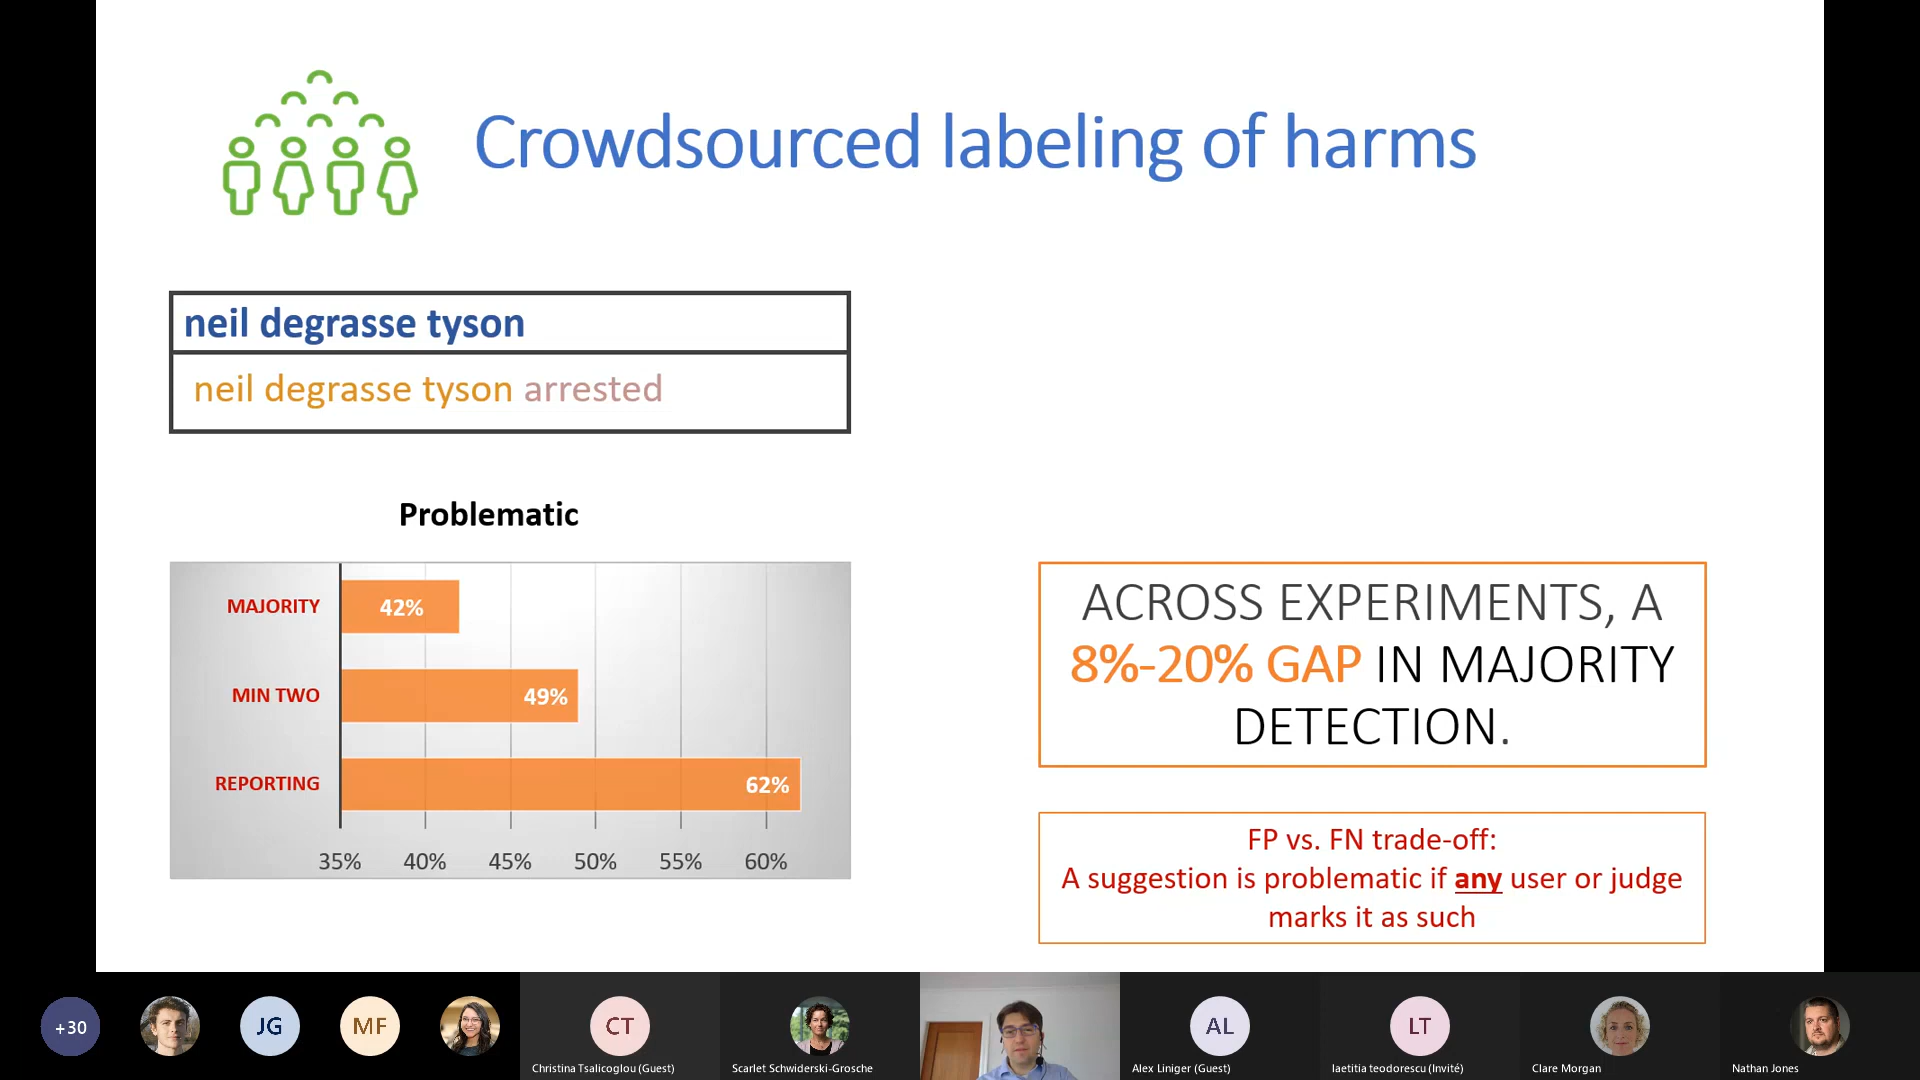 Crowdsourced labeling of harms
neil degrasse tyson
neil degrasse tyson arrested
Problematic
MAJORITY
42%
MIN TWO
49%
REPORTING
62%
35% 40% 45% 50% 55% 60%
ACROSS EXPERIMENTS, A
8%-20% GAP IN MAJORITY
DETECTION.
FP vs. FN trade-off:
A suggestion is problematic if any user or judge
marks it as such
+30
JG
MF
CT
AL
LT
Christina Tsalicoglou (Guest)
Scarlet Schwiderski-Grosche
Alex Liniger (Guest)
laetitia teodorescu (Invité)
Clare Morgan
Nathan Jones